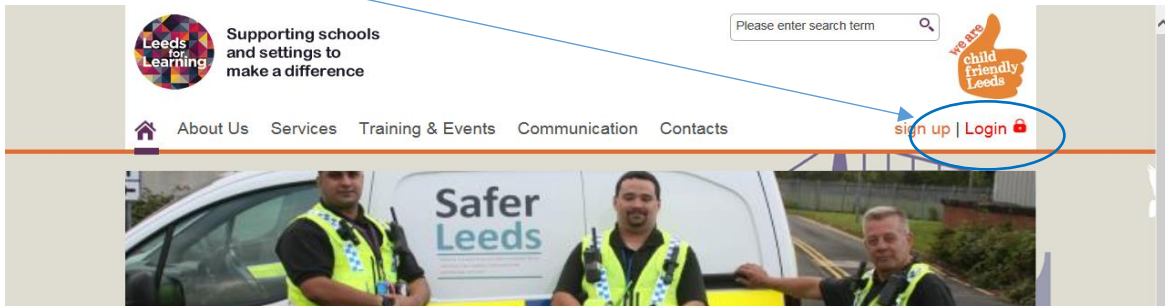 Leeds
for
Learning
Supporting schools
and settings to
make a difference
Please enter search term
we are
child
friendly
Leeds
About Us Services Training & Events Communication Contacts
sign up | Login
Safer
Leeds